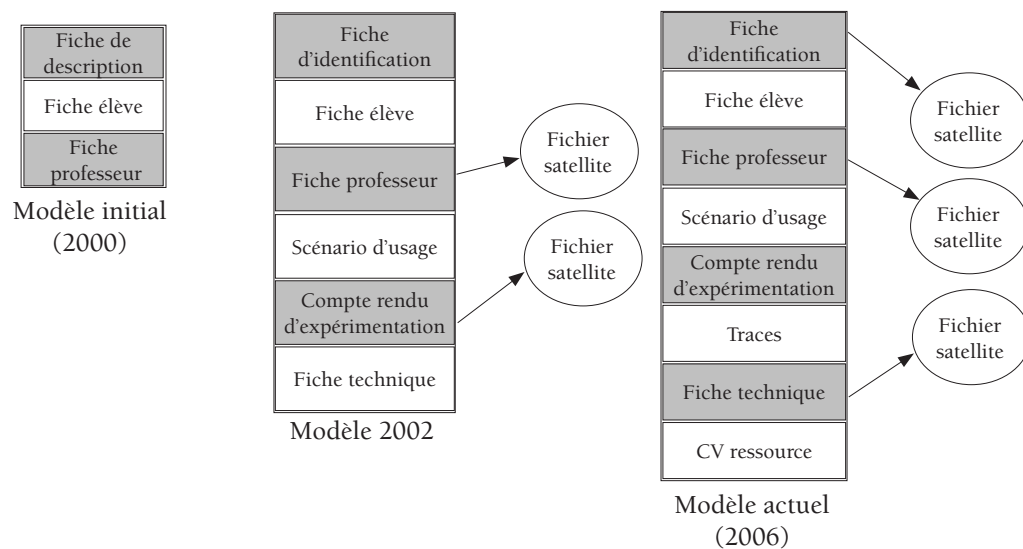 Fiche de
description
Fiche élève
Fiche
professeur
Modèle initial
(2000)
Fiche
d'identification
Fiche élève
Fiche professeur
Scénario d'usage
Compte rendu
d'expérimentation
Fiche technique
Modèle 2002
Fichier
satellite
Fichier
satellite
Fiche
d'identification
Fiche élève
Fiche professeur
Scénario d'usage
Compte rendu
d'expérimentation
Traces
Fiche technique
CV ressource
Modèle actuel
(2006)
Fichier
satellite
Fichier
satellite
Fichier
satellite